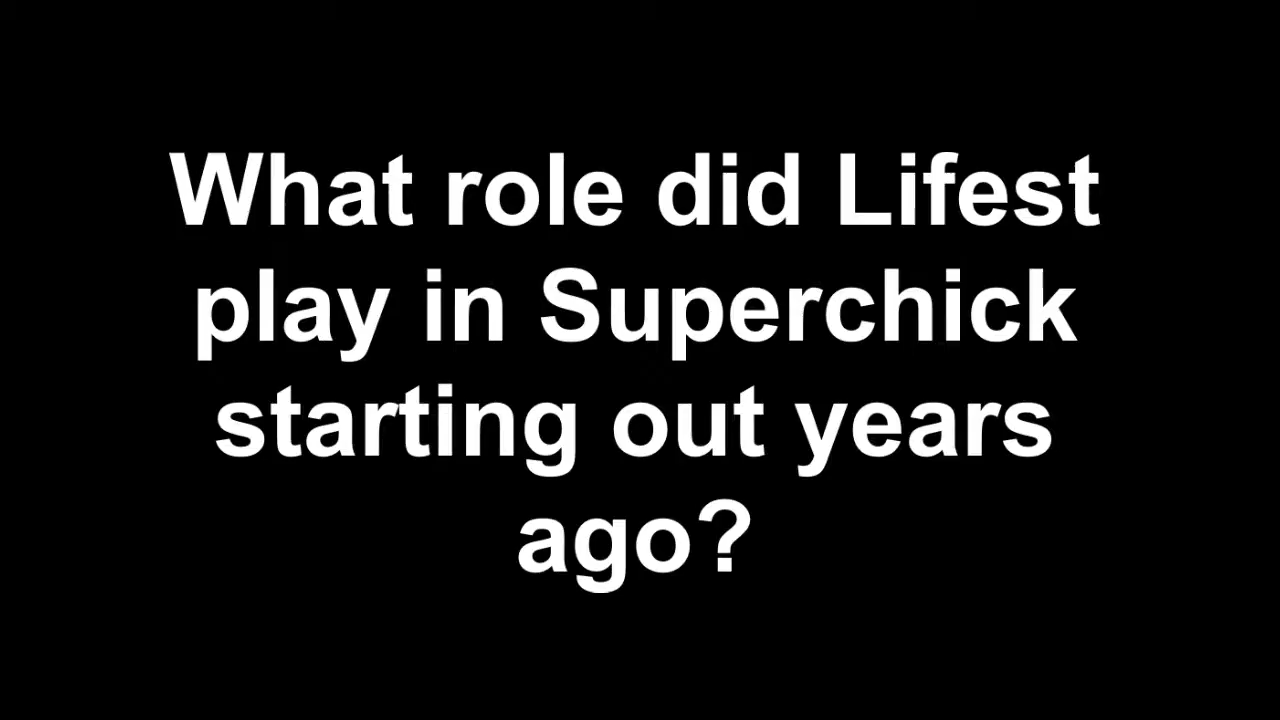 What role did Lifest
play in Superchick
starting out years
ago?